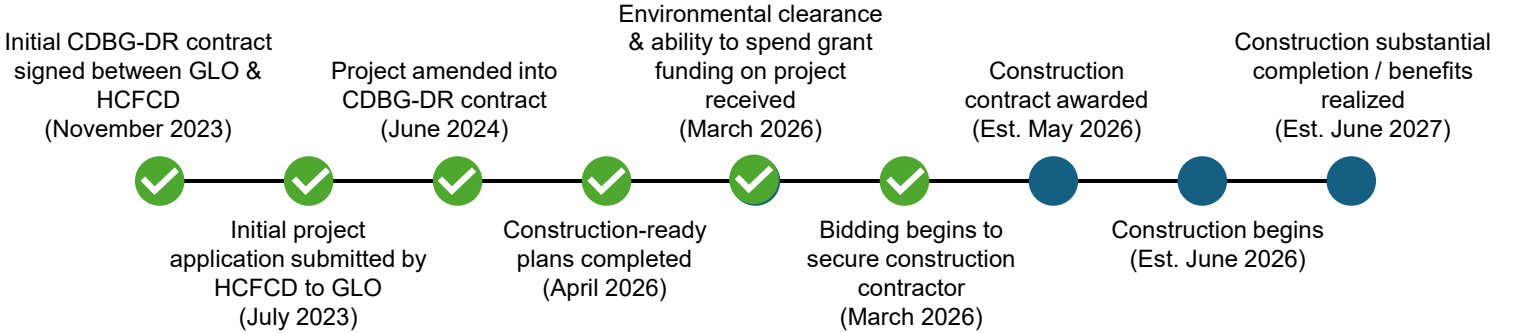 Initial CDBG-DR contract
signed between GLO &
HCFCD
(November 2023)
Initial project
application submitted by
HCFCD to GLO
(July 2023)
Project amended into
CDBG-DR contract
(June 2024)
Construction-ready
plans completed
(April 2026)
Environmental clearance
& ability to spend grant
funding on project
received
(March 2026)
Bidding begins to
secure construction
contractor
(March 2026)
Construction
contract awarded
(Est. May 2026)
Construction begins
(Est. June 2026)
Construction substantial
completion / benefits
realized
(Est. June 2027)